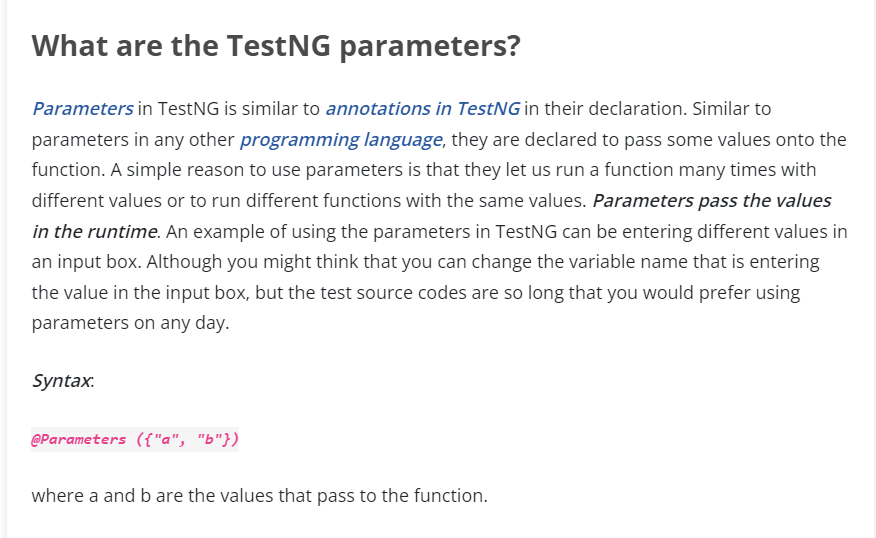 What are the TestNG parameters?
Parameters in TestNG is similar to annotations in TestNG in their declaration. Similar to
parameters in any other programming language, they are declared to pass some values onto the
function. A simple reason to use parameters is that they let us run a function many times with
different values or to run different functions with the same values. Parameters pass the values
in the runtime. An example of using the parameters in TestNG can be entering different values in
an input box. Although you might think that you can change the variable name that is entering
the value in the input box, but the test source codes are so long that you would prefer using
parameters on any day.
Syntax:
@Parameters ({"a", "b"})
where a and b are the values that pass to the function.